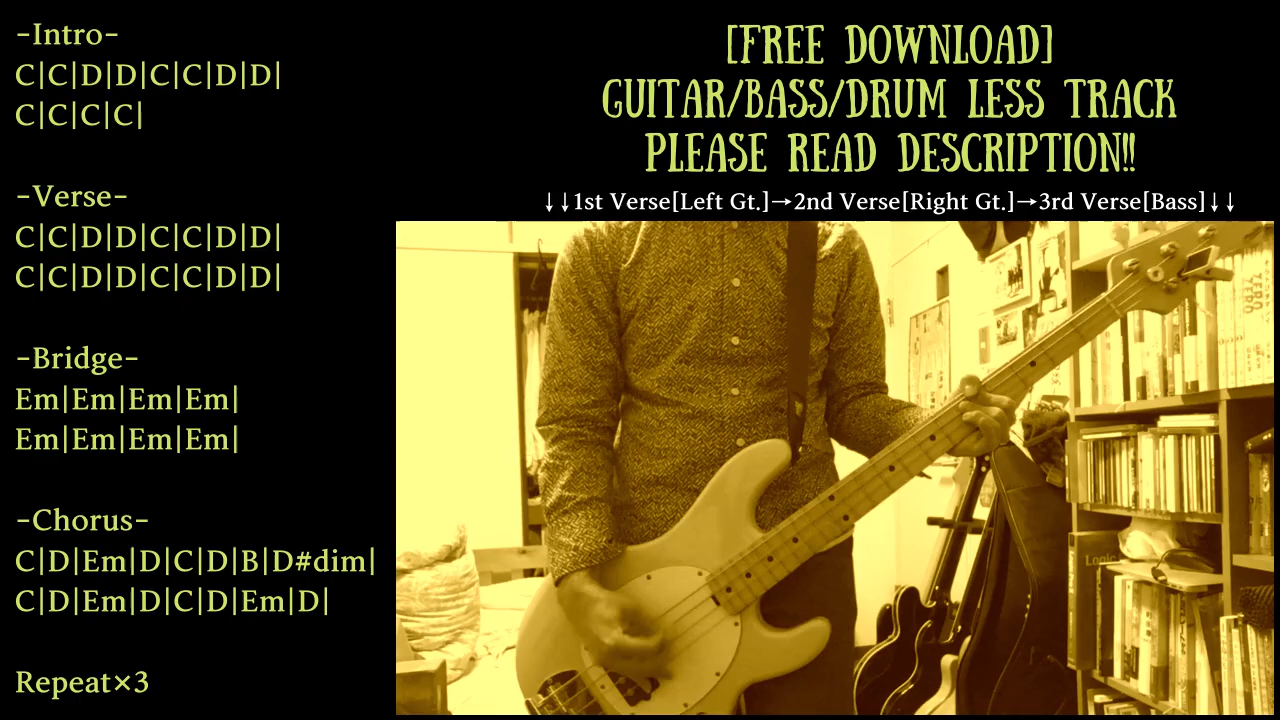 -Intro-
C|C|D|D|C|C|D|D|
C|C|C|C|
-Verse-
C|C|D|D|C|C|D|D|
C|C|D|D|C|C|D|D|
-Bridge-
Em|Em|Em|Em|
Em|Em|Em|Em|
-Chorus-
C|D|Em|D|C|D|B|D#dim|
C|D|Em|D|C|D|Em|D|
Repeat×3
[FREE DOWNLOAD]
GUITAR/BASS/DRUM LESS TRACK
PLEASE READ DESCRIPTION!!
↓↓1st Verse[Left Gt.]→2nd Verse[Right Gt.]→3rd Verse[Bass]↓↓
Logic